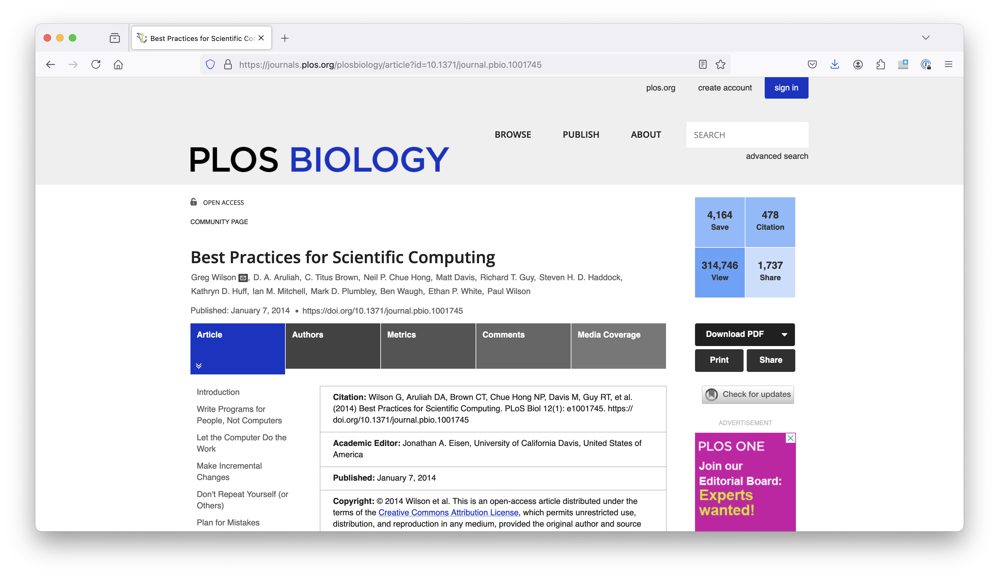 Best Practices for Scientific Con
https://journals.plos.org/plosbiology/article?id=10.1371/journal.pbio.1001745
plos.org
create account
sign in
BROWSE
PUBLISH
ABOUT
SEARCH
advanced search
PLOS BIOLOGY
OPEN ACCESS
COMMUNITY PAGE
Best Practices for Scientific Computing
Greg Wilson , D. A. Aruliah, C. Titus Brown, Neil P. Chue Hong, Matt Davis, Richard T. Guy, Steven H. D. Haddock,
Kathryn D. Huff, Ian M. Mitchell, Mark D. Plumbley, Ben Waugh, Ethan P. White, Paul Wilson
Published: January 7, 2014 • https://doi.org/10.1371/journal.pbio.1001745
4,164
Save
478
Citation
314,746
View
1,737
Share
Article
Authors
Metrics
Comments
Media Coverage
Download PDF
Print
Share
Check for updates
Introduction
Write Programs for
People, Not Computers
Let the Computer Do the
Work
Make Incremental
Changes
Don't Repeat Yourself (or
Others)
Plan for Mistakes
Citation: Wilson G, Aruliah DA, Brown CT, Chue Hong NP, Davis M, Guy RT, et al.
(2014) Best Practices for Scientific Computing. PLoS Biol 12(1): e1001745. https://
doi.org/10.1371/journal.pbio.1001745
Academic Editor: Jonathan A. Eisen, University of California Davis, United States of
America
Published: January 7, 2014
Copyright: © 2014 Wilson et al. This is an open-access article distributed under the
terms of the Creative Commons Attribution License, which permits unrestricted use,
distribution, and reproduction in any medium, provided the original author and source
ADVERTISEMENT
PLOS ONE
Join our
Editorial Board:
Experts
wanted!